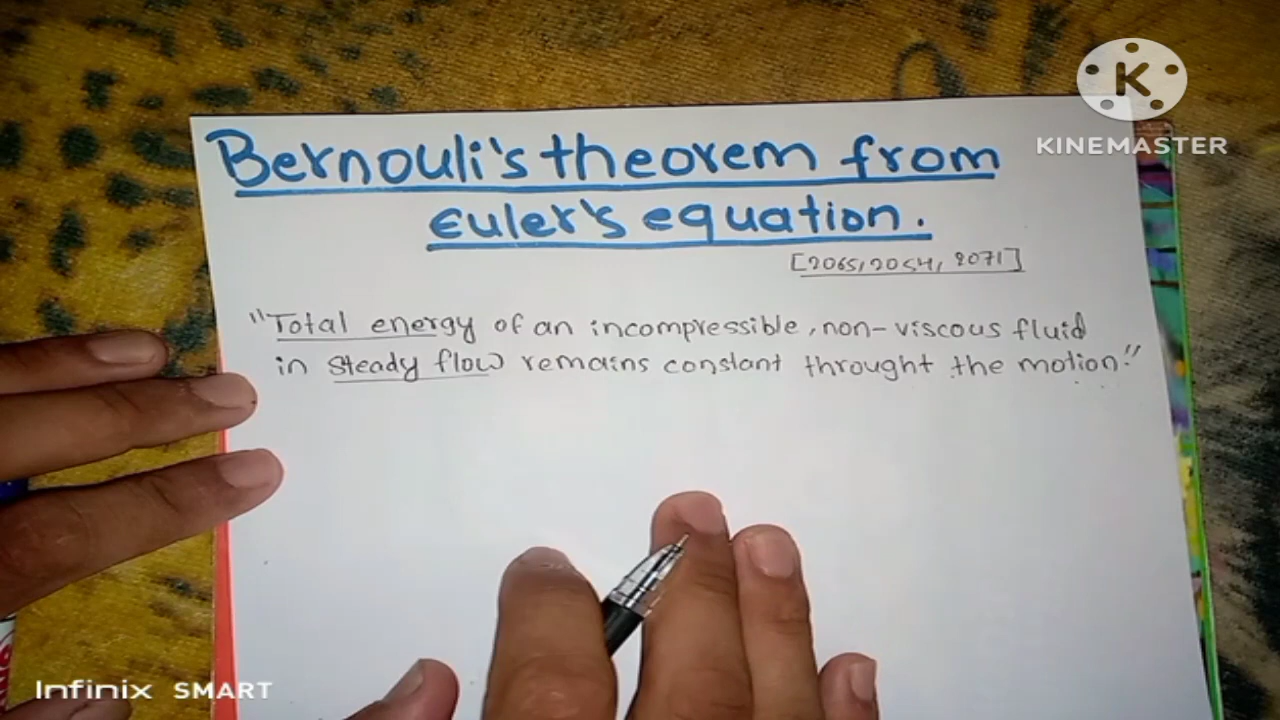 KINEMASTER
Bernouli's theorem from
Euler's equation.
[2065, 2054, 2071]
"Total energy of an incompressible, non-viscous fluid
in steady flow remains constant throught the motion."
Infinix SMART